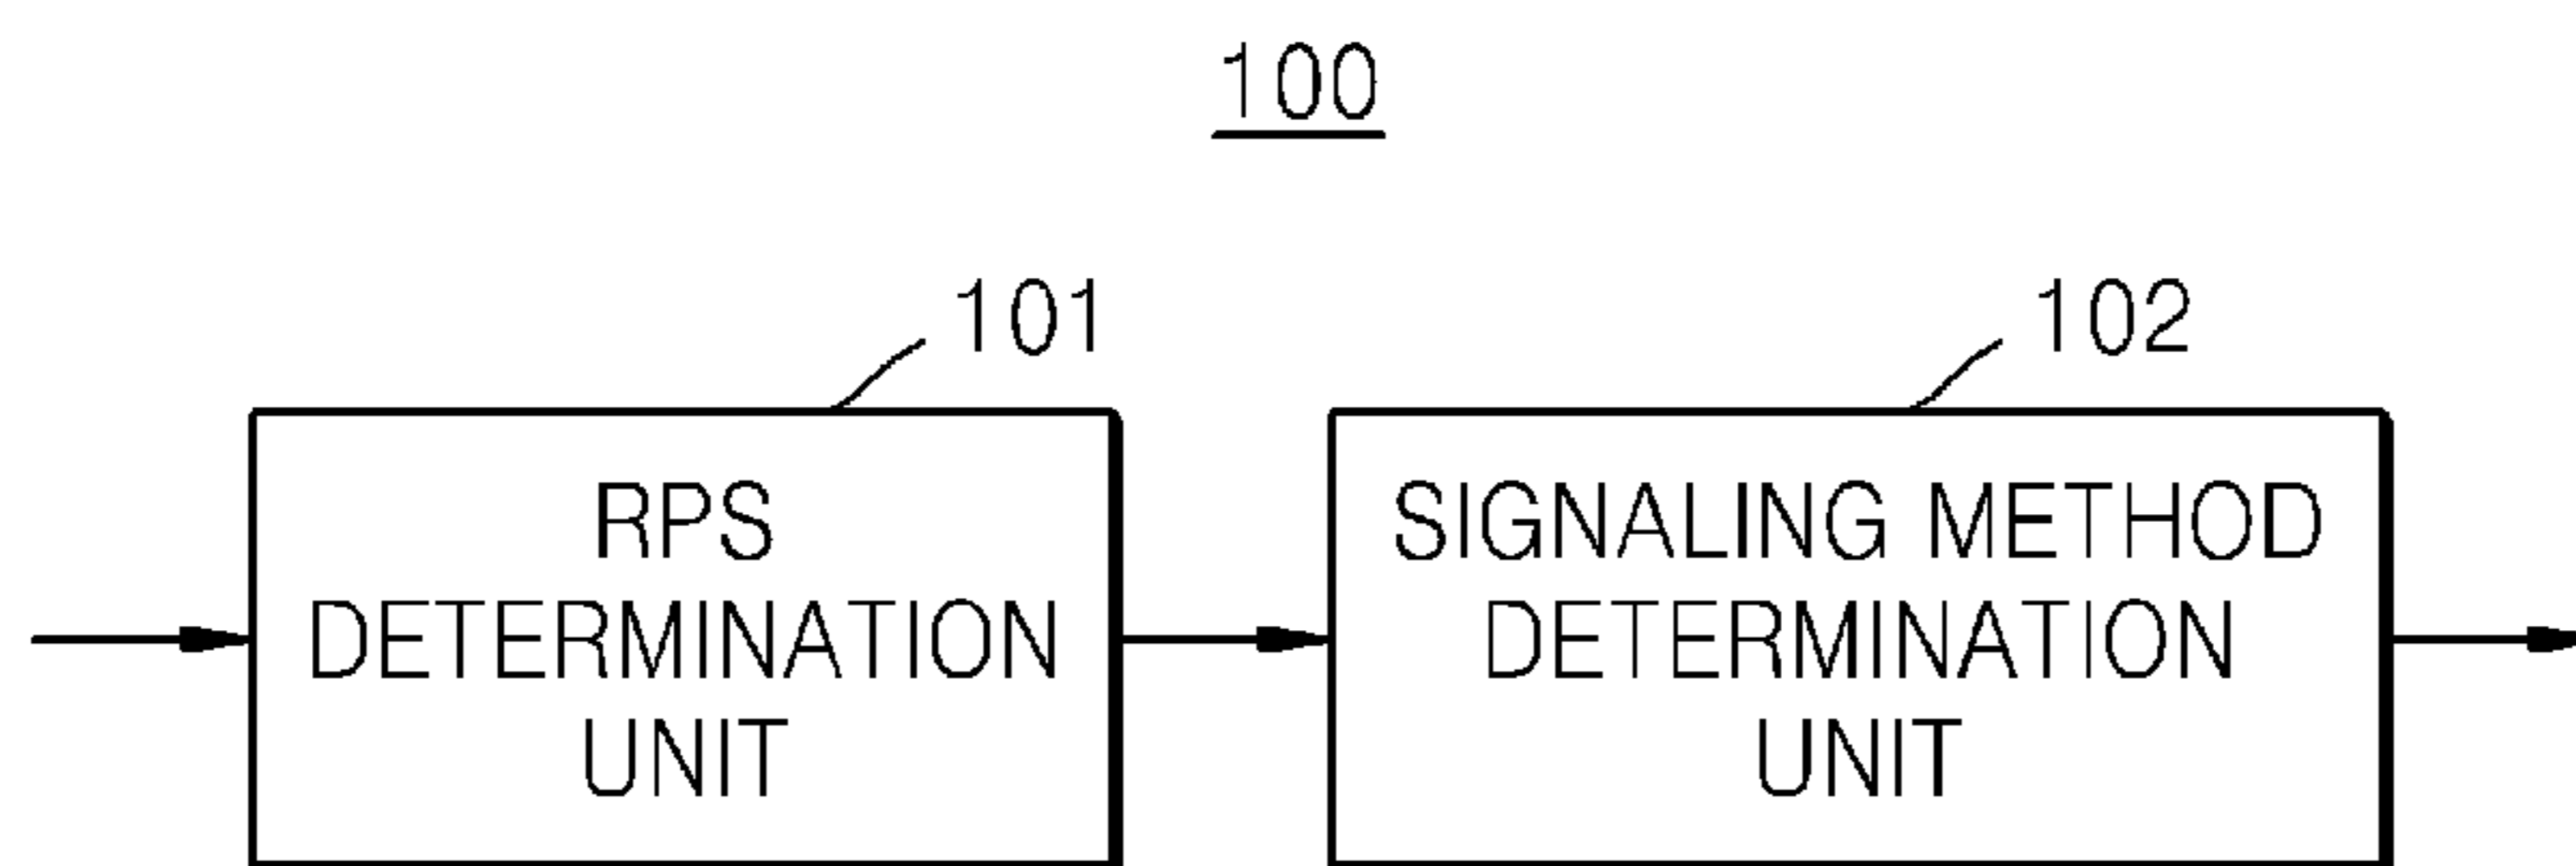 100
101
102
RPS
DETERMINATION
UNIT
SIGNALING METHOD
DETERMINATION
UNIT